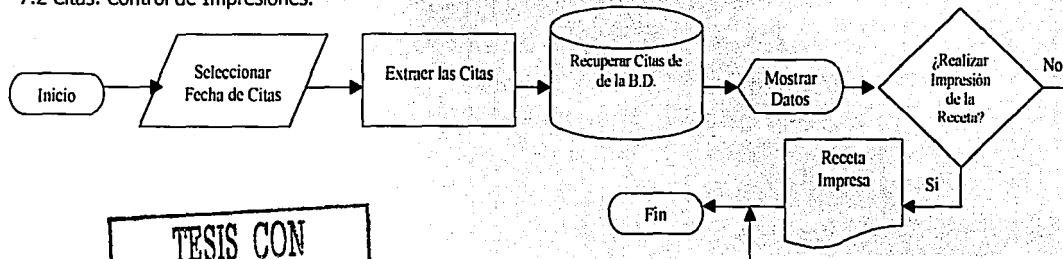 7.2 Citas: Control de Impresiones.
Inicio
Seleccionar
Fecha de Citas
Extraer las Citas
Recuperar Citas de
de la B.D.
Mostrar
Datos
¿Realizar
Impresión
de la
Receta?
No
Si
Receta
Impresa
Fin
TESIS CON